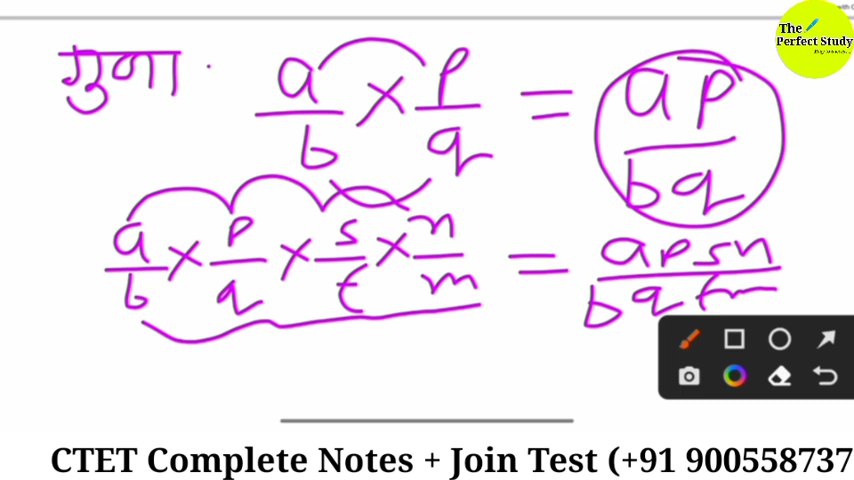 The
Perfect Study
गुणा
a/b × p/q = ap/bq
a/b × p/q × s/t × n/m = apsn/bqtm
CTET Complete Notes + Join Test (+91 900558737